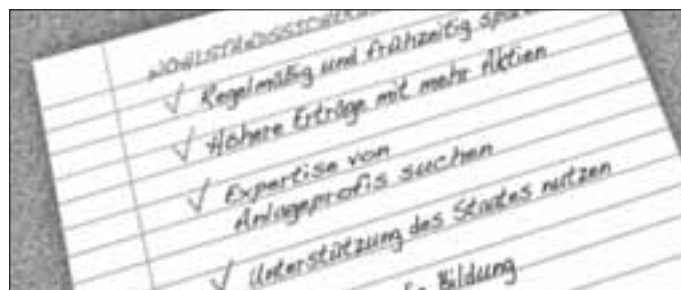 Regelmäßig und frühzeitig
Höhere Erträge mit mehr Aktien
Expertise von
Anlageprofis suchen
Unterstützung des Staates nutzen
Bildung